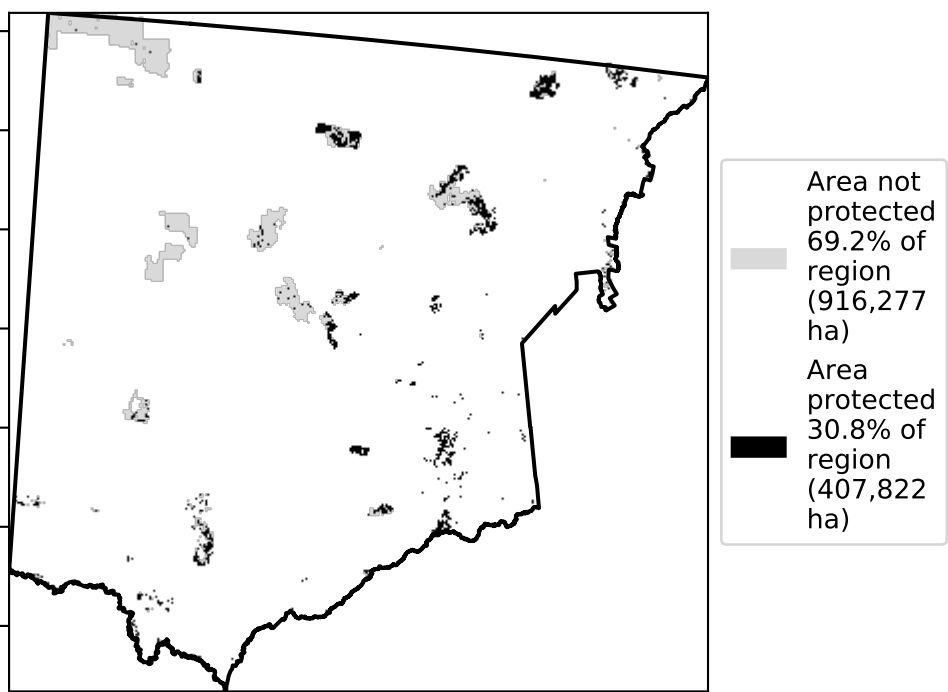 Area not
protected
69.2% of
region
(916,277
ha)
Area
protected
30.8% of
region
(407,822
ha)